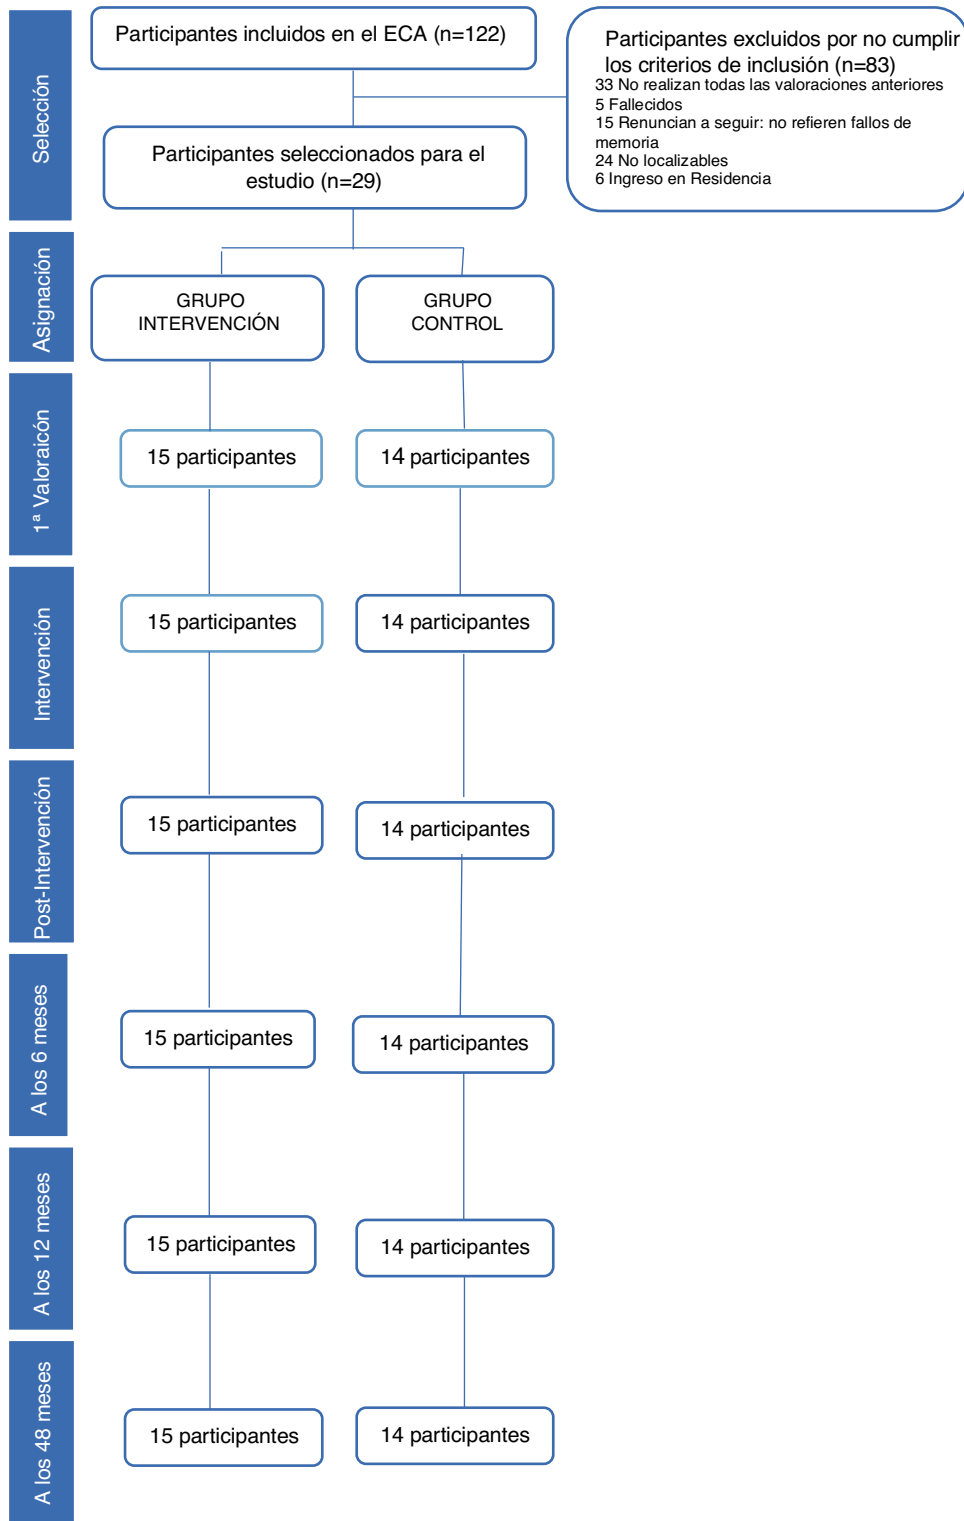 Selección
Participantes incluidos en el ECA (n=122)
Participantes excluidos por no cumplir
los criterios de inclusión (n=83)
33 No realizan todas las valoraciones anteriores
5 Fallecidos
15 Renuncian a seguir: no refieren fallos de
memoria
24 No localizables
6 Ingreso en Residencia
Participantes seleccionados para el
estudio (n=29)
Asignación
GRUPO
INTERVENCIÓN
GRUPO
CONTROL
1ª Valoraicón
15 participantes
14 participantes
Intervención
15 participantes
14 participantes
Post-Intervención
15 participantes
14 participantes
A los 6 meses
15 participantes
14 participantes
A los 12 meses
15 participantes
14 participantes
A los 48 meses
15 participantes
14 participantes